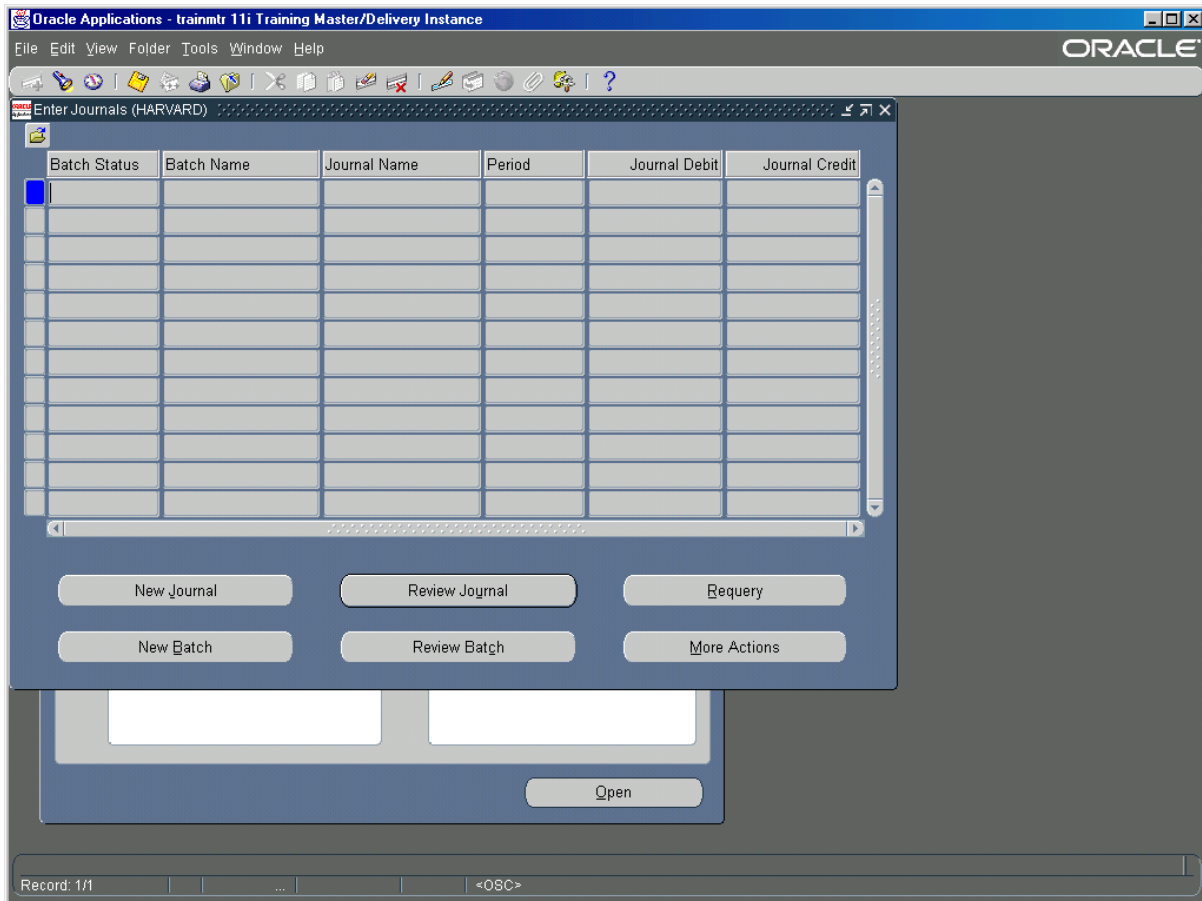 Oracle Applications - trainmtr 11i Training Master/Delivery Instance
File Edit View Folder Tools Window Help
ORACLE
Enter Journals (HARVARD)
Batch Status Batch Name Journal Name Period Journal Debit Journal Credit
New Journal Review Journal Requery
New Batch Review Batch More Actions
Open
Record: 1/1 ... <OSC>